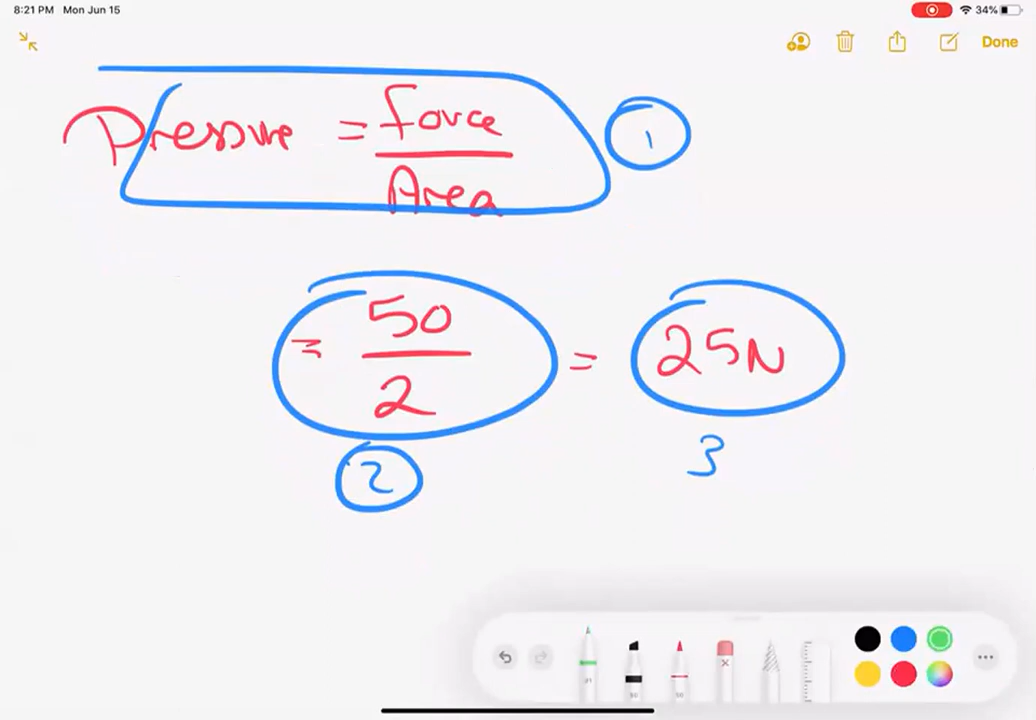 8:21 PM Mon Jun 15 34%
Done
Pressure = force
Area
1
= 50
2
= 25N
2
3